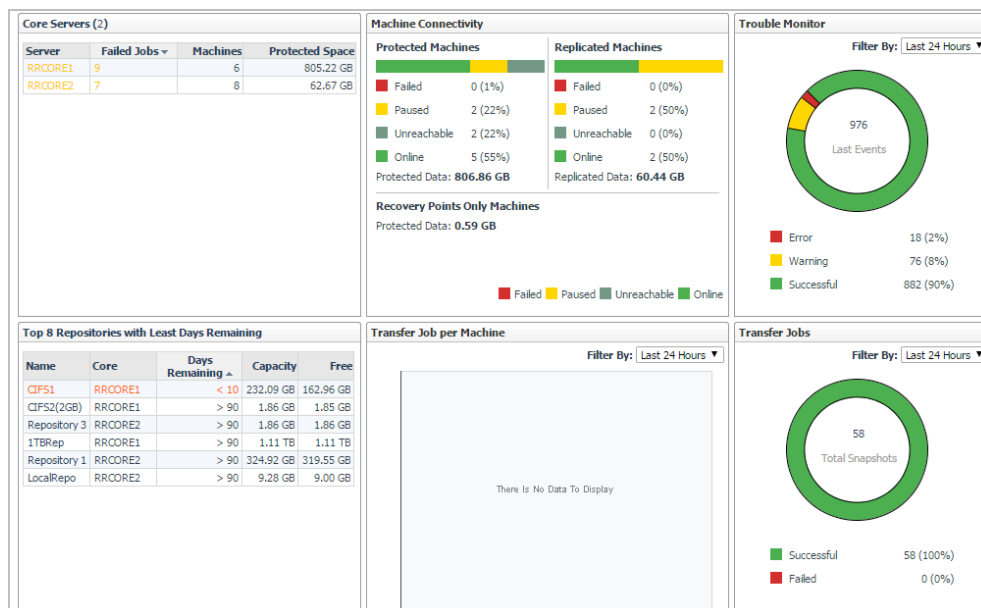 Core Servers (2)
Server Failed Jobs Machines Protected Space
RRCORE1 9 6 805.22 GB
RRCORE2 7 8 62.67 GB
Machine Connectivity
Protected Machines
Failed 0 (1%)
Paused 2 (22%)
Unreachable 2 (22%)
Online 5 (55%)
Protected Data: 806.86 GB
Replicated Machines
Failed 0 (0%)
Paused 2 (50%)
Unreachable 0 (0%)
Online 2 (50%)
Replicated Data: 60.44 GB
Recovery Points Only Machines
Protected Data: 0.59 GB
Failed Paused Unreachable Online
Trouble Monitor
Filter By: Last 24 Hours
976
Last Events
Error 18 (2%)
Warning 76 (8%)
Successful 882 (90%)
Top 8 Repositories with Least Days Remaining
Name Core Days Remaining Capacity Free
CIFS1 RRCORE1 < 10 232.09 GB 162.96 GB
CIFS2(2GB) RRCORE1 > 90 1.86 GB 1.85 GB
Repository 3 RRCORE2 > 90 1.86 GB 1.86 GB
1TBRep RRCORE1 > 90 1.11 TB 1.11 TB
Repository 1 RRCORE2 > 90 324.92 GB 319.55 GB
LocalRepo RRCORE2 > 90 9.28 GB 9.00 GB
Transfer Job per Machine
Filter By: Last 24 Hours
There Is No Data To Display
Transfer Jobs
Filter By: Last 24 Hours
58
Total Snapshots
Successful 58 (100%)
Failed 0 (0%)